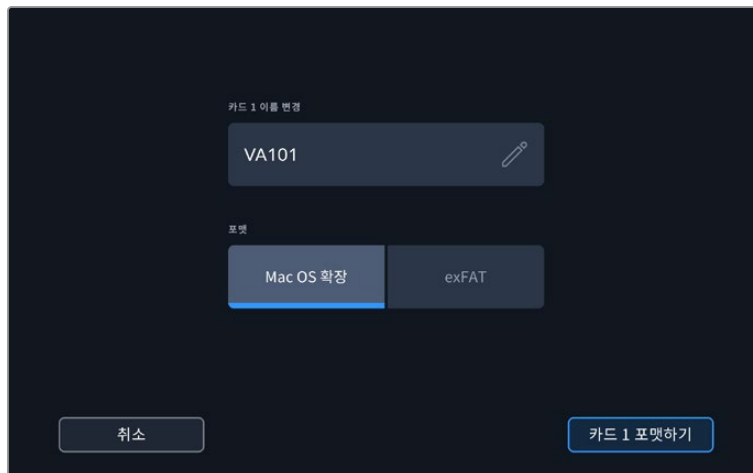 카드 1 이름 변경
VA101
포맷
Mac OS 확장
exFAT
취소
카드 1 포맷하기